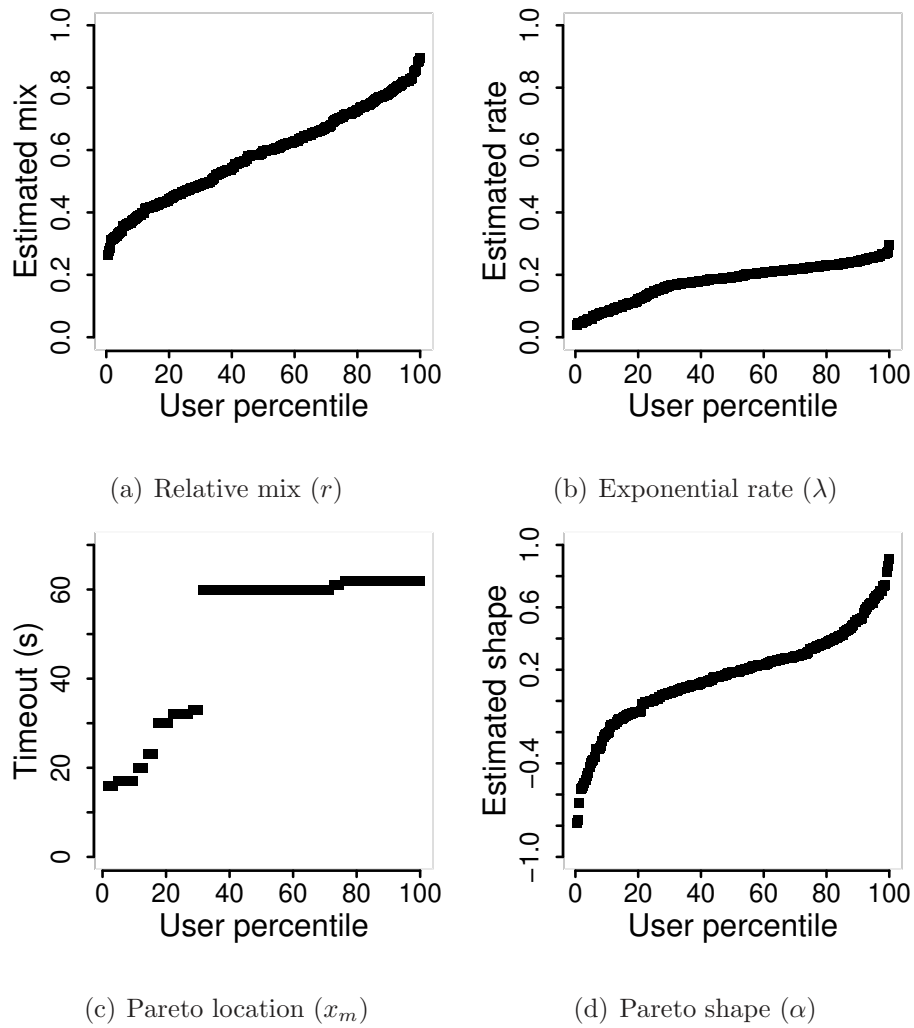 Estimated mix
0.0 0.2 0.4 0.6 0.8 1.0
0 20 40 60 80 100
User percentile
(a) Relative mix (r)
Estimated rate
0.0 0.2 0.4 0.6 0.8 1.0
0 20 40 60 80 100
User percentile
(b) Exponential rate (λ)
Timeout (s)
0 20 40 60
0 20 40 60 80 100
User percentile
(c) Pareto location (xₘ)
Estimated shape
−1.0 −0.4 0.2 0.6 1.0
0 20 40 60 80 100
User percentile
(d) Pareto shape (α)